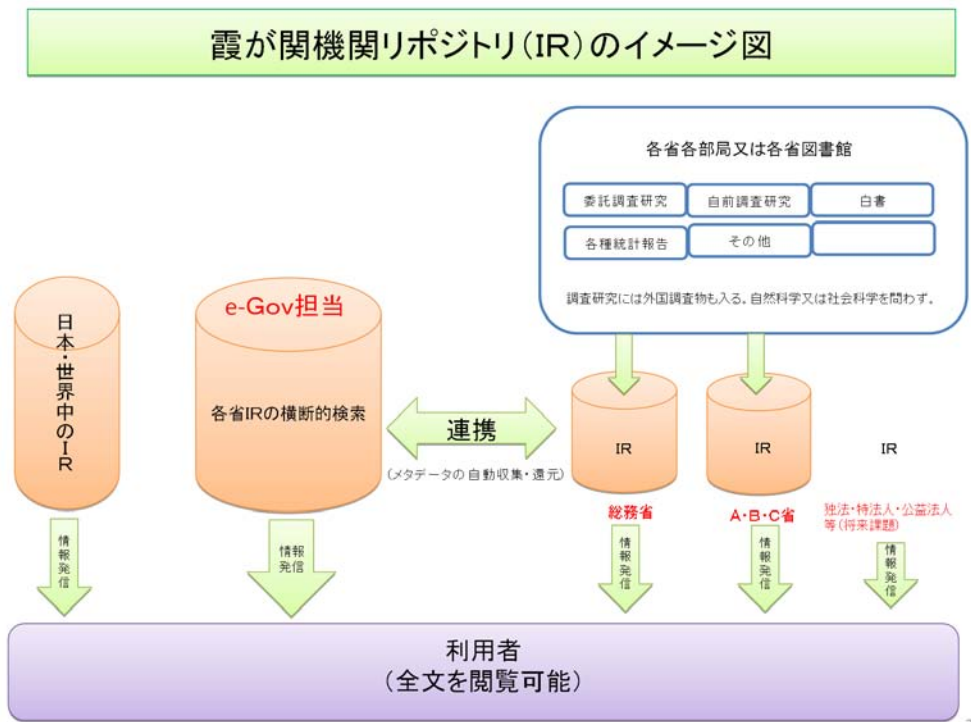 霞が関機関リポジトリ(IR)のイメージ図
各省各部局又は各省図書館
委託調査研究
自前調査研究
白書
各種統計報告
その他
調査研究には外国調査物も入る。自然科学又は社会科学を問わず。
日本・世界中のIR
e-Gov担当
各省IRの横断的検索
連携
(メタデータの自動収集・還元)
IR
IR
IR
総務省
A・B・C省
独法・特法人・公益法人
等(将来課題)
情報発信
情報
発信
情報発信
情報発信
情報発信
利用者
(全文を閲覧可能)